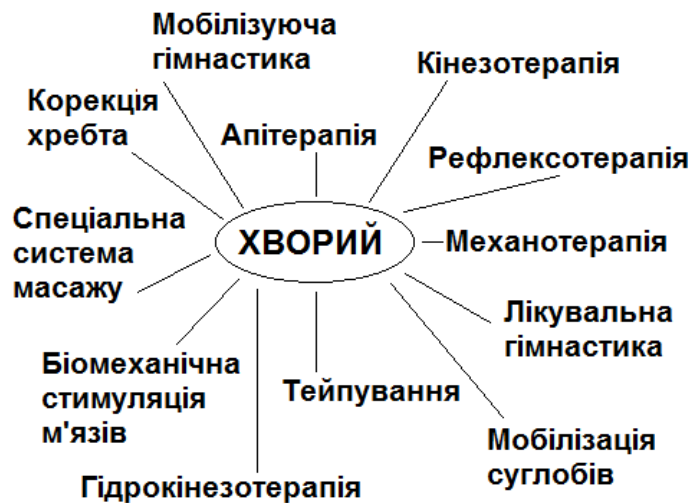 Мобілізуюча
гімнастика
Кінезотерапія
Корекція
хребта
Апітерапія
Рефлексотерапія
Спеціальна
система
масажу
ХВОРИЙ
Механотерапія
Лікувальна
гімнастика
Біомеханічна
стимуляція
м'язів
Тейпування
Мобілізація
суглобів
Гідрокінезотерапія